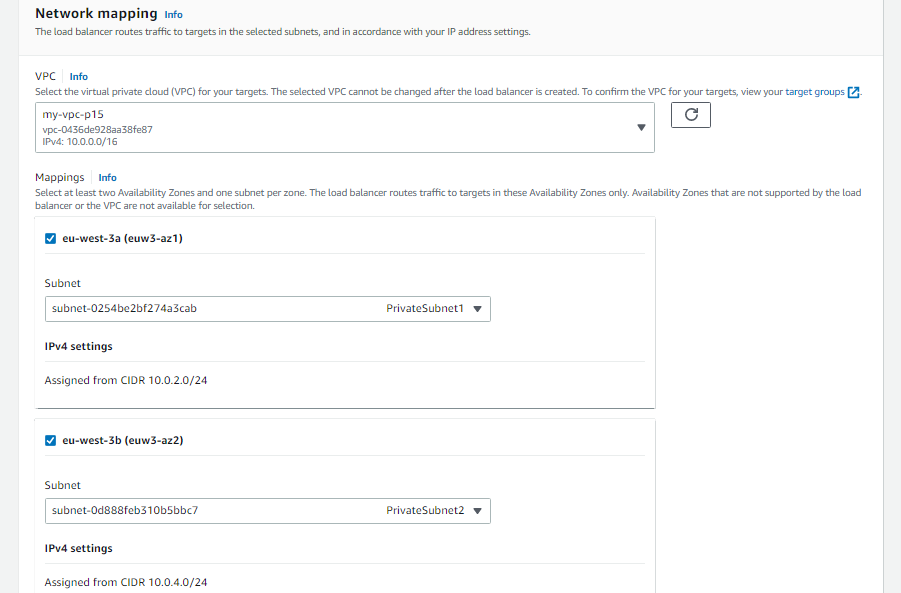 Network mapping Info
The load balancer routes traffic to targets in the selected subnets, and in accordance with your IP address settings.
VPC Info
Select the virtual private cloud (VPC) for your targets. The selected VPC cannot be changed after the load balancer is created. To confirm the VPC for your targets, view your target groups.
my-vpc-p15
vpc-0436de928aa38fe87
IPv4: 10.0.0.0/16
Mappings Info
Select at least two Availability Zones and one subnet per zone. The load balancer routes traffic to targets in these Availability Zones only. Availability Zones that are not supported by the load
balancer or the VPC are not available for selection.
eu-west-3a (euw3-az1)
Subnet
subnet-0254be2bf274a3cab PrivateSubnet1
IPv4 settings
Assigned from CIDR 10.0.2.0/24
eu-west-3b (euw3-az2)
Subnet
subnet-0d888feb310b5bbc7 PrivateSubnet2
IPv4 settings
Assigned from CIDR 10.0.4.0/24